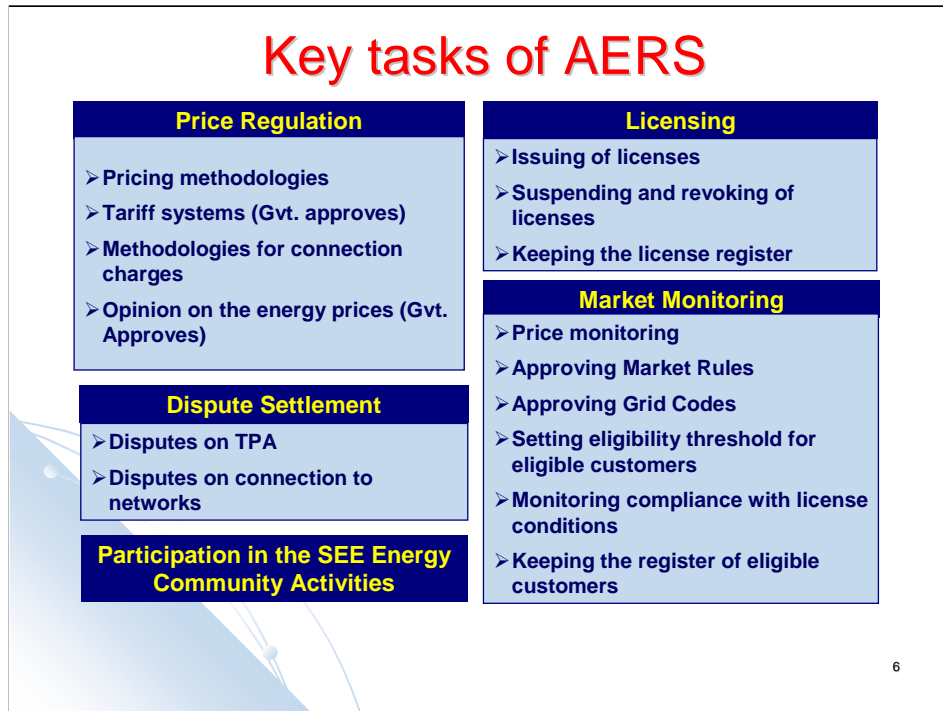 Key tasks of AERS
Price Regulation
➢Pricing methodologies
➢Tariff systems (Gvt. approves)
➢Methodologies for connection
charges
➢Opinion on the energy prices (Gvt.
Approves)
Dispute Settlement
➢Disputes on TPA
➢Disputes on connection to
networks
Participation in the SEE Energy
Community Activities
Licensing
➢Issuing of licenses
➢Suspending and revoking of
licenses
➢Keeping the license register
Market Monitoring
➢Price monitoring
➢Approving Market Rules
➢Approving Grid Codes
➢Setting eligibility threshold for
eligible customers
➢Monitoring compliance with license
conditions
➢Keeping the register of eligible
customers
6